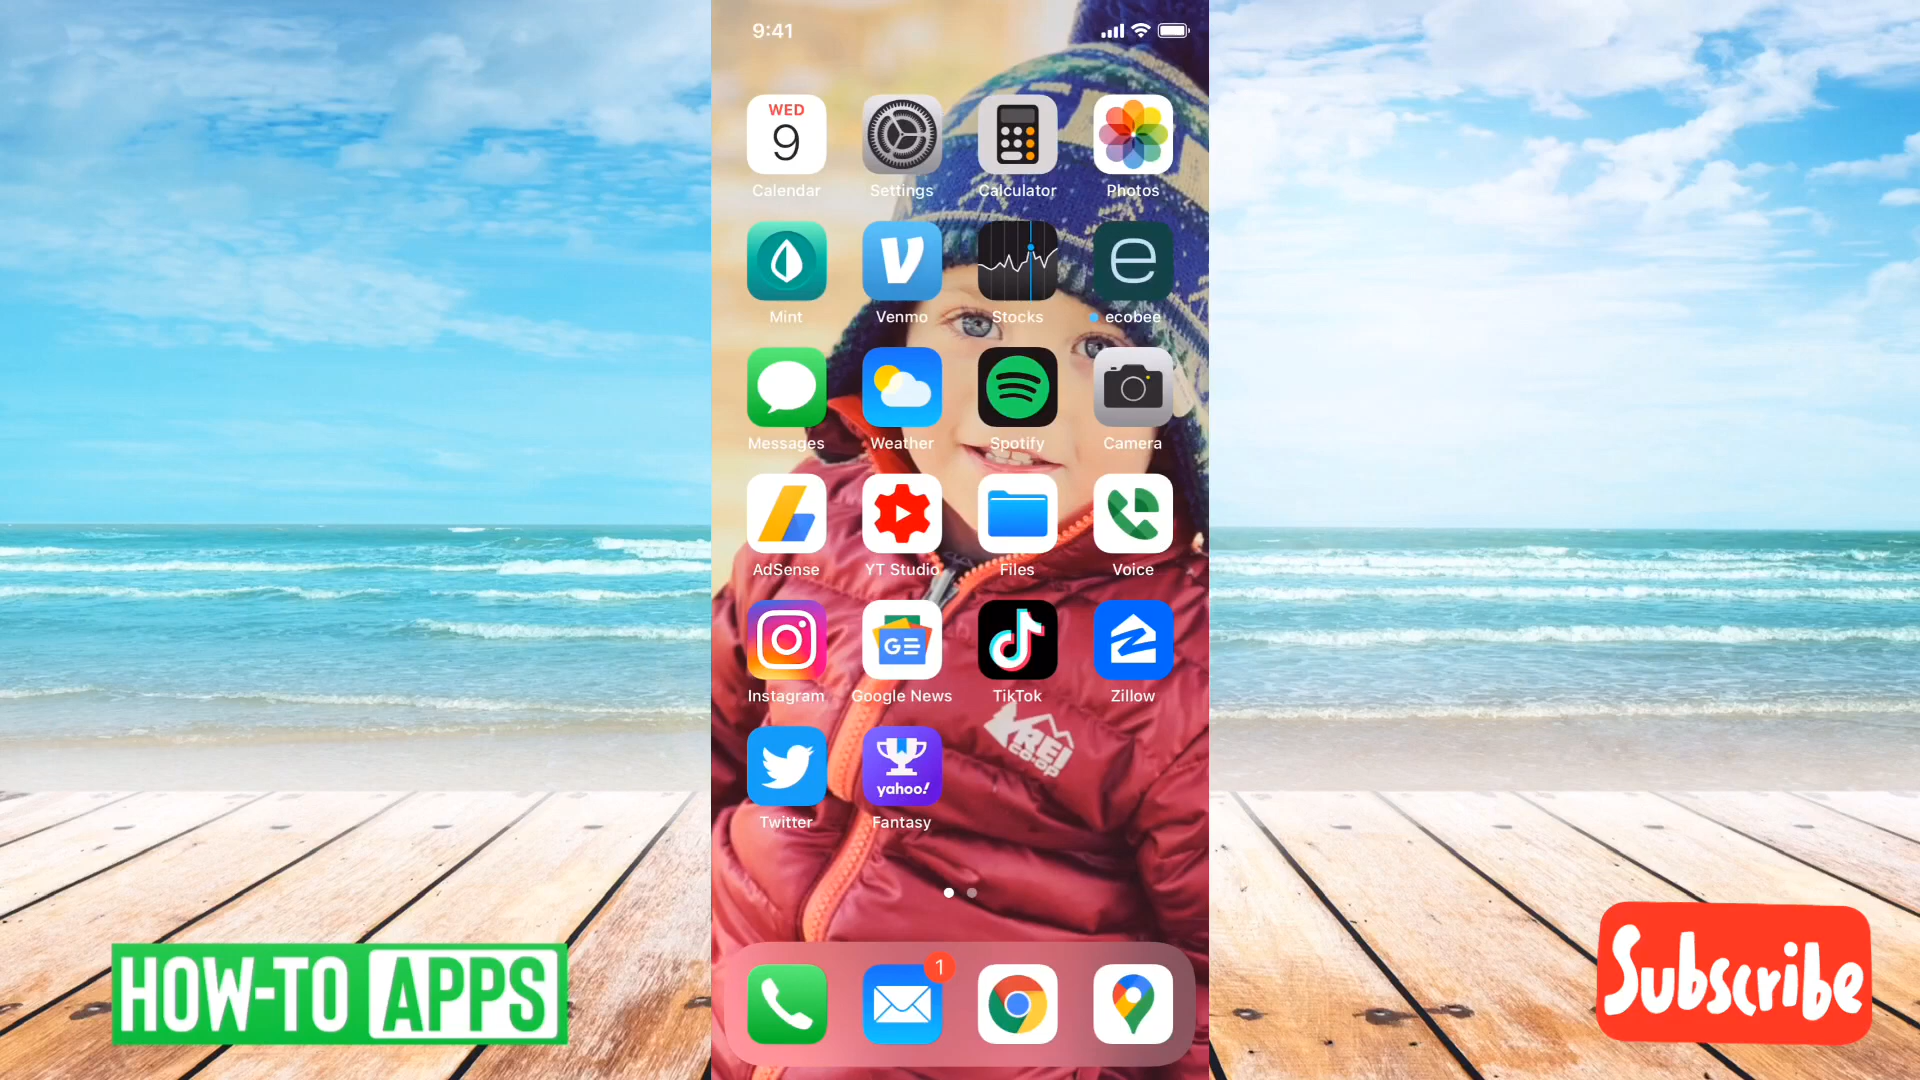 9:41
WED
9
Calendar
Settings
Calculator
Photos
Mint
Venmo
Stocks
e
ecobee
Messages
Weather
Spotify
Camera
AdSense
YT Studio
Files
Voice
GE
Instagram
Google News
TikTok
Zillow
REI
CO·OP
yahoo!
Twitter
Fantasy
1
HOW-TO APPS
Subscribe